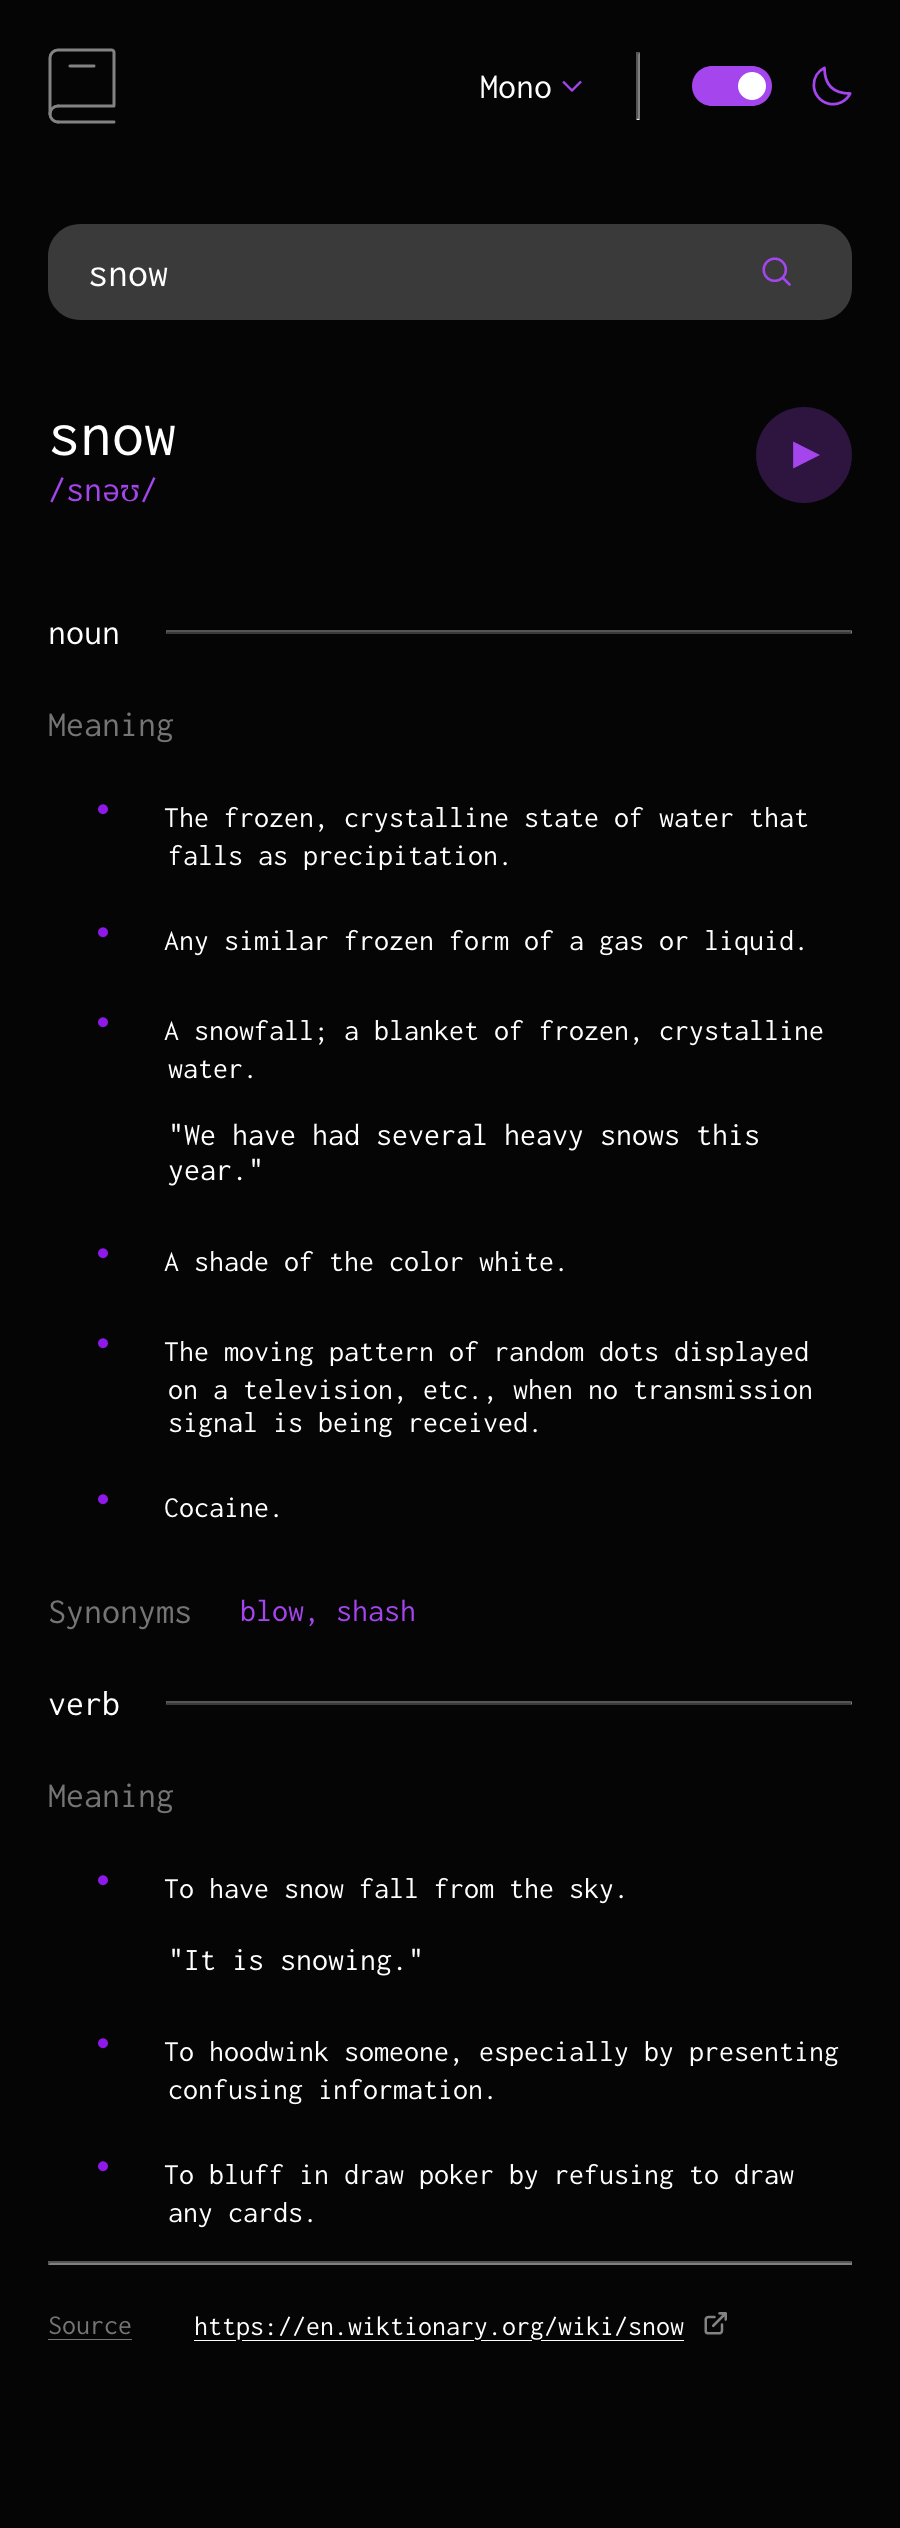 Mono
snow
snow
/snəʊ/
noun
Meaning
The frozen, crystalline state of water that
falls as precipitation.
Any similar frozen form of a gas or liquid.
A snowfall; a blanket of frozen, crystalline
water.
"We have had several heavy snows this
year."
A shade of the color white.
The moving pattern of random dots displayed
on a television, etc., when no transmission
signal is being received.
Cocaine.
Synonyms blow, shash
verb
Meaning
To have snow fall from the sky.
"It is snowing."
To hoodwink someone, especially by presenting
confusing information.
To bluff in draw poker by refusing to draw
any cards.
Source https://en.wiktionary.org/wiki/snow